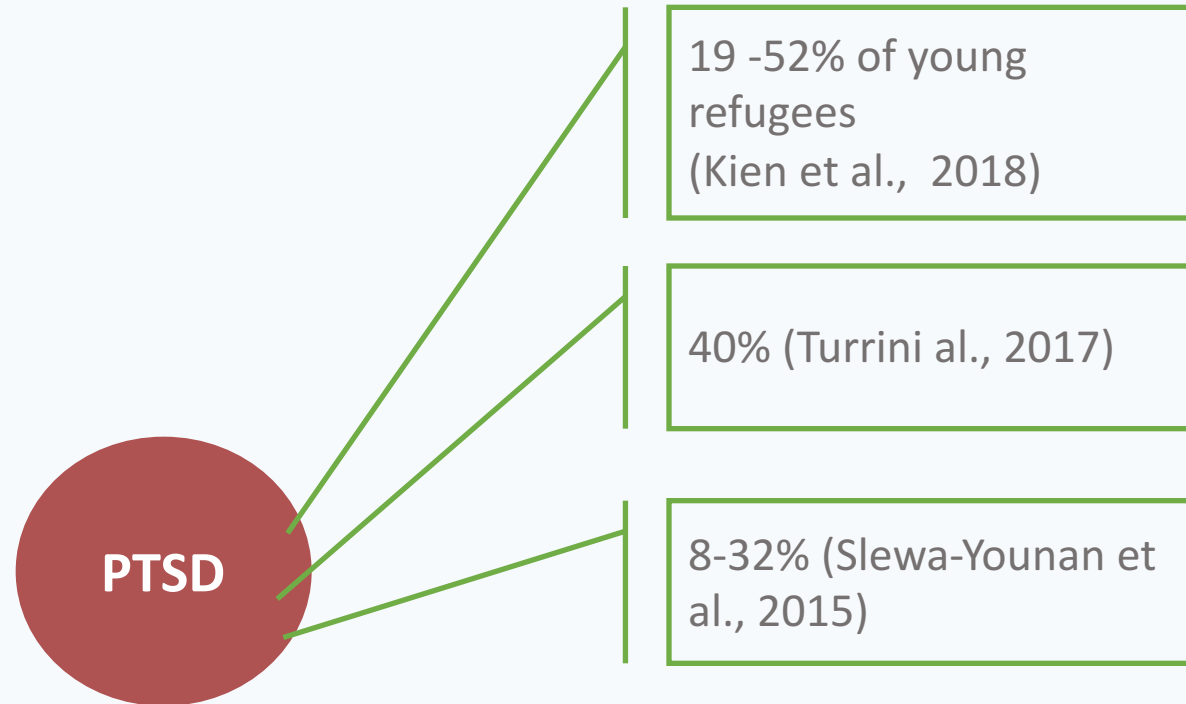 19 -52% of young
refugees
(Kien et al., 2018)
40% (Turrini al., 2017)
PTSD
8-32% (Slewa-Younan et
al., 2015)